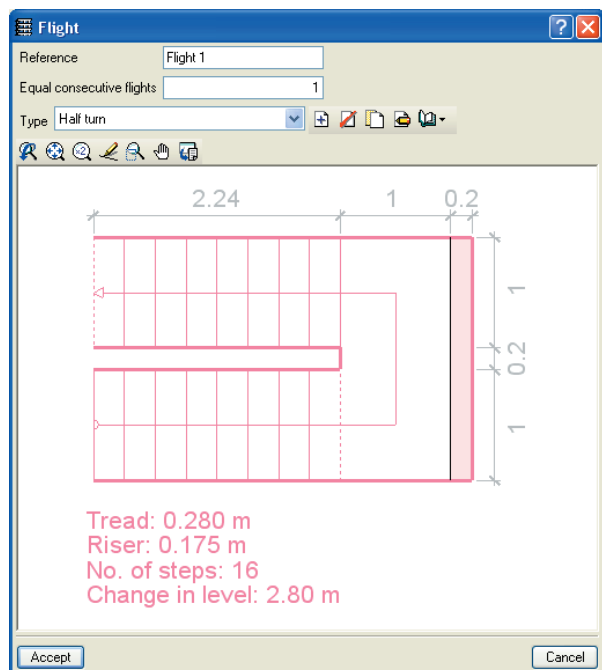 Flight
Reference Flight 1
Equal consecutive flights 1
Type Half turn
x2
2.24 1 0.2
1
0.2
1
Tread: 0.280 m
Riser: 0.175 m
No. of steps: 16
Change in level: 2.80 m
Accept Cancel